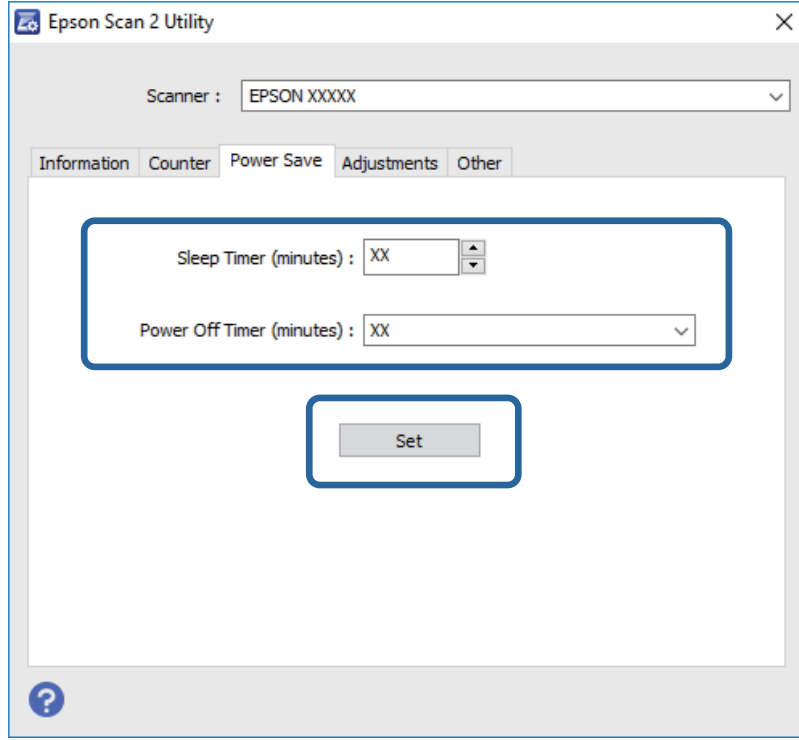 Epson Scan 2 Utility
Scanner : EPSON XXXXX
Information Counter Power Save Adjustments Other
Sleep Timer (minutes) : XX
Power Off Timer (minutes) : XX
Set
?